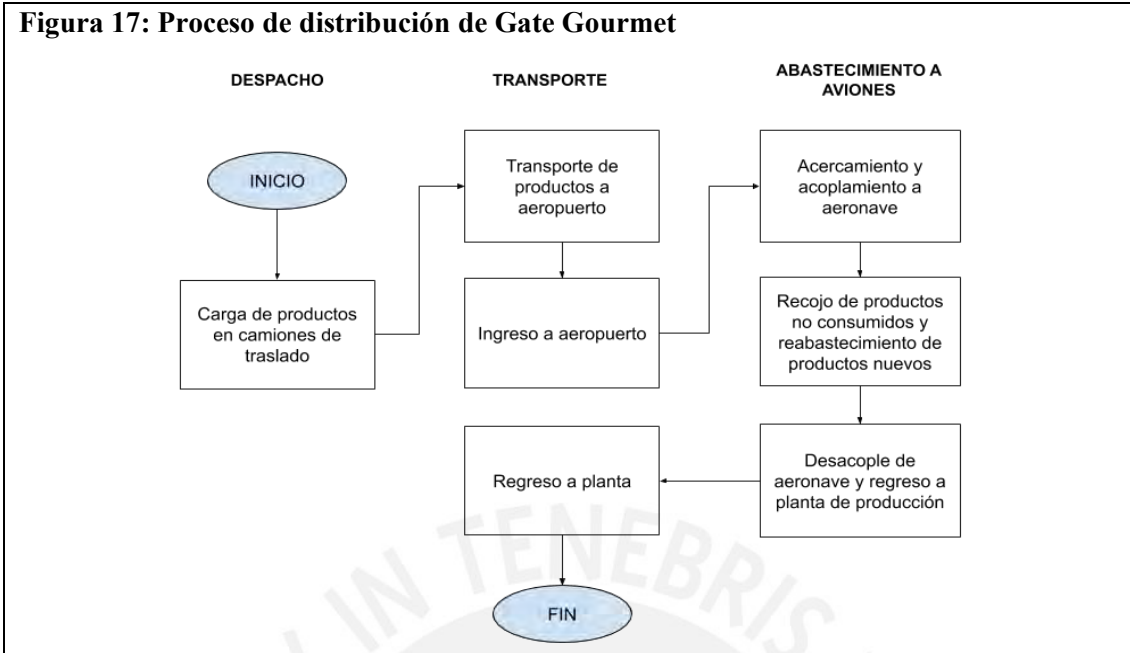 Figura 17: Proceso de distribución de Gate Gourmet
DESPACHO
TRANSPORTE
ABASTECIMIENTO A
AVIONES
INICIO
Carga de productos
en camiones de
traslado
Transporte de
productos a
aeropuerto
Ingreso a aeropuerto
Acercamiento y
acoplamiento a
aeronave
Recojo de productos
no consumidos y
reabastecimiento de
productos nuevos
Desacople de
aeronave y regreso a
planta de producción
Regreso a planta
FIN
IN TENEBRIS